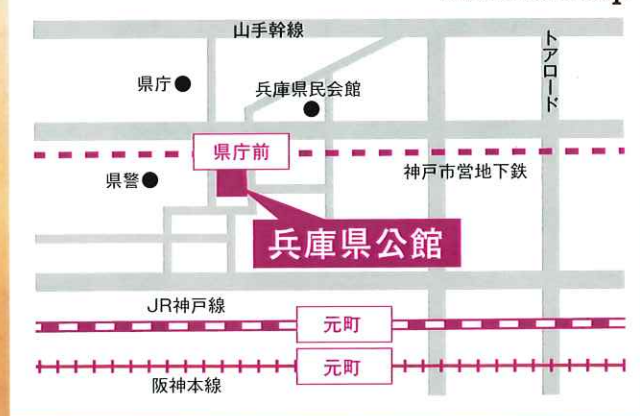 山手幹線
トアロード
県庁
兵庫県民会館
県庁前
神戸市営地下鉄
県警
兵庫県公館
JR神戸線
元町
元町
阪神本線